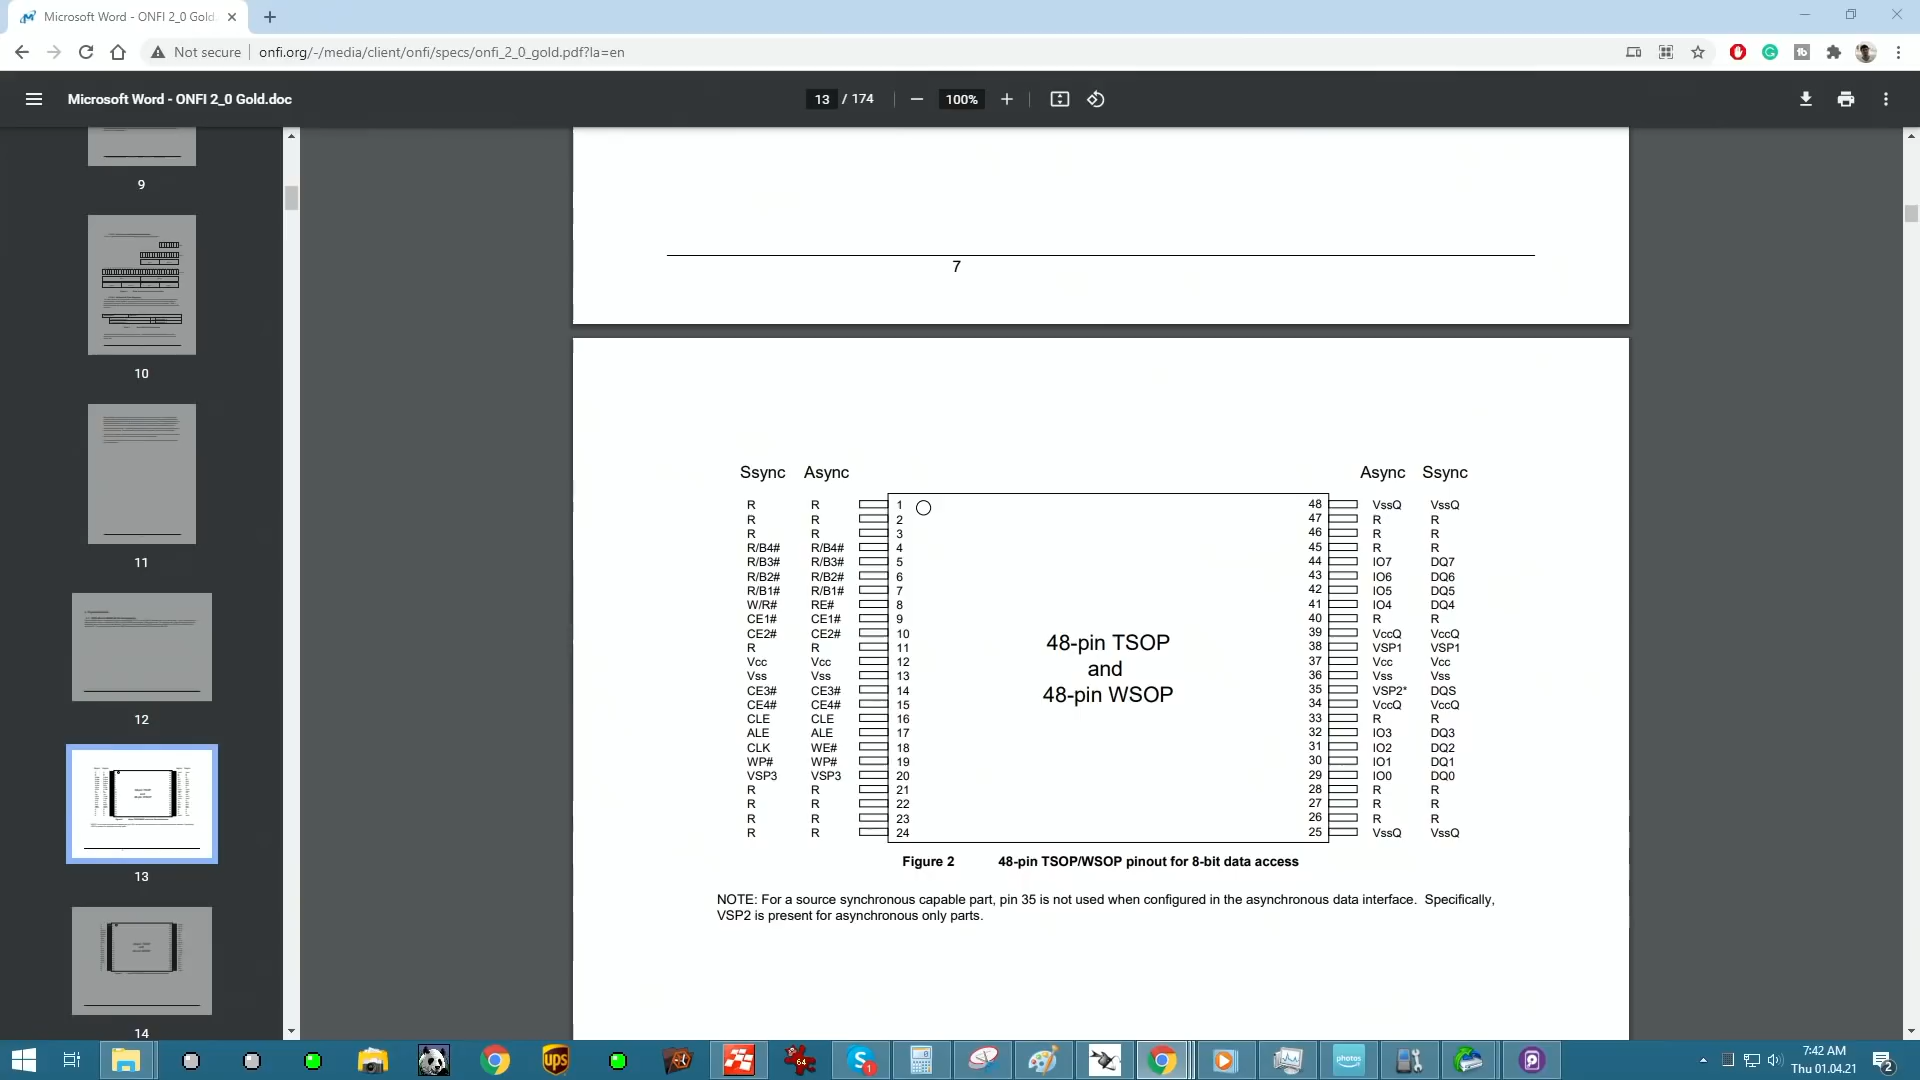 Microsoft Word - ONFI 2_0 Gold.
Not secure onfi.org/-/media/client/onfi/specs/onfi_2_0_gold.pdf?la=en
Microsoft Word - ONFI 2_0 Gold.doc
13 / 174
100%
9
10
11
12
13
14
7
Ssync Async Async Ssync
R R 1 48 VssQ VssQ
R R 2 47 R R
R R 3 46 R R
R/B4# R/B4# 4 45 R R
R/B3# R/B3# 5 44 IO7 DQ7
R/B2# R/B2# 6 43 IO6 DQ6
R/B1# R/B1# 7 42 IO5 DQ5
W/R# RE# 8 41 IO4 DQ4
CE1# CE1# 9 40 R R
CE2# CE2# 10 39 VccQ VccQ
R R 11 38 VSP1 VSP1
Vcc Vcc 12 37 Vcc Vcc
Vss Vss 13 36 Vss Vss
CE3# CE3# 14 35 VSP2* DQS
CE4# CE4# 15 34 VccQ VccQ
CLE CLE 16 33 R R
ALE ALE 17 32 IO3 DQ3
CLK WE# 18 31 IO2 DQ2
WP# WP# 19 30 IO1 DQ1
VSP3 VSP3 20 29 IO0 DQ0
R R 21 28 R R
R R 22 27 R R
R R 23 26 R R
R R 24 25 VssQ VssQ
48-pin TSOP
and
48-pin WSOP
Figure 2 48-pin TSOP/WSOP pinout for 8-bit data access
NOTE: For a source synchronous capable part, pin 35 is not used when configured in the asynchronous data interface. Specifically,
VSP2 is present for asynchronous only parts.
ups
64
S
1
photos
7:42 AM
Thu 01.04.21
2